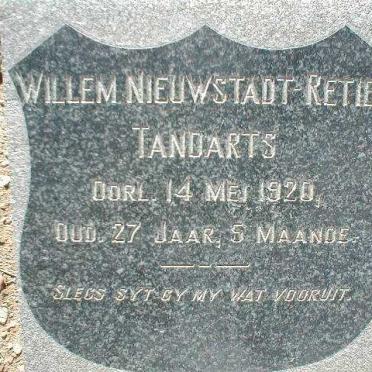 WILLEM NIEUWSTADT-RETIE
TANDARTS
OORL. 14 MEI 1920,
OUD. 27 JAAR, 5 MAANDE.
SLEGS SYT GY MY WAT VOORUIT.